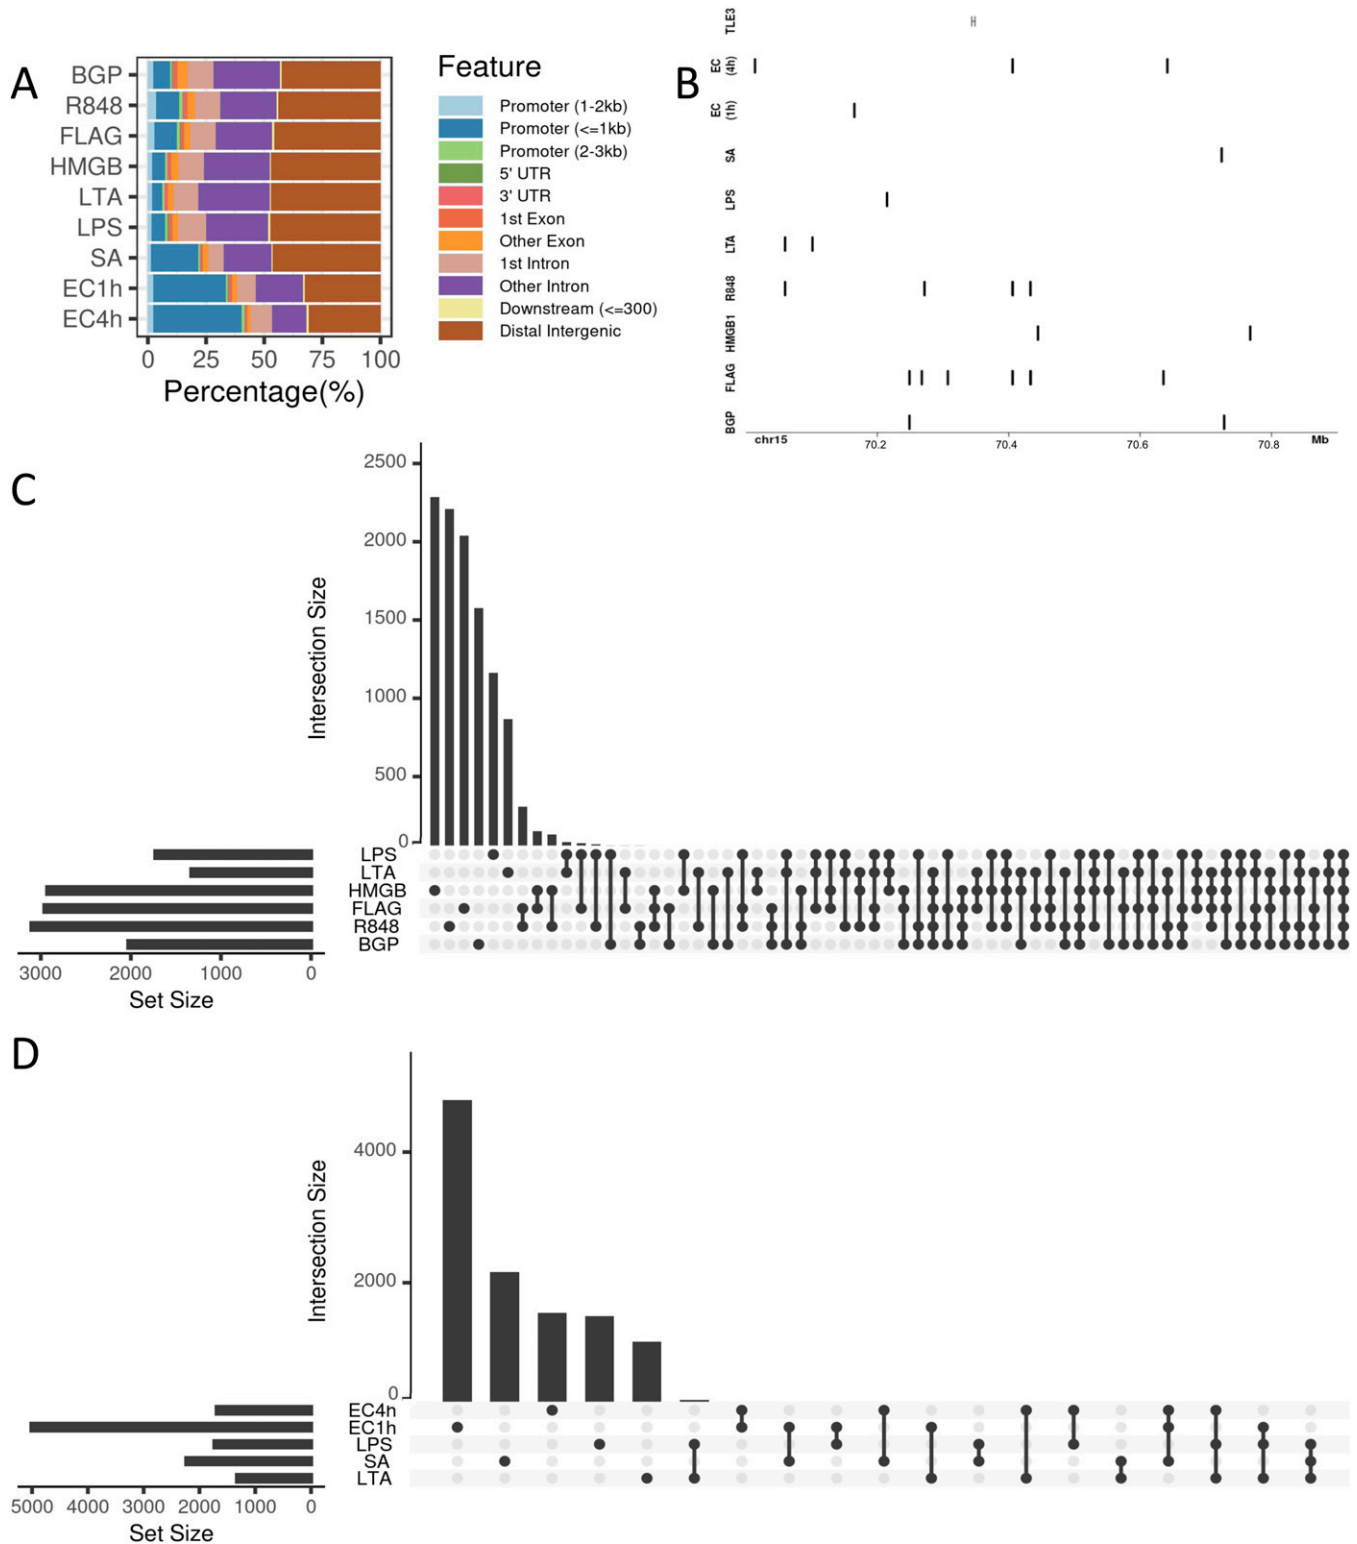 A
BGP
R848
FLAG
HMGB
LTA
LPS
SA
EC1h
EC4h
0 25 50 75 100
Percentage(%)
Feature
Promoter (1-2kb)
Promoter (<=1kb)
Promoter (2-3kb)
5' UTR
3' UTR
1st Exon
Other Exon
1st Intron
Other Intron
Downstream (<=300)
Distal Intergenic
B
TLE3
EC
(4h)
EC
(1h)
SA
LPS
LTA
R848
HMGB1
FLAG
BGP
chr15 70.2 70.4 70.6 70.8 Mb
C
2500
2000
1500
1000
500
0
Intersection Size
LPS
LTA
HMGB
FLAG
R848
BGP
3000 2000 1000 0
Set Size
D
4000
2000
0
Intersection Size
EC4h
EC1h
LPS
SA
LTA
5000 4000 3000 2000 1000 0
Set Size